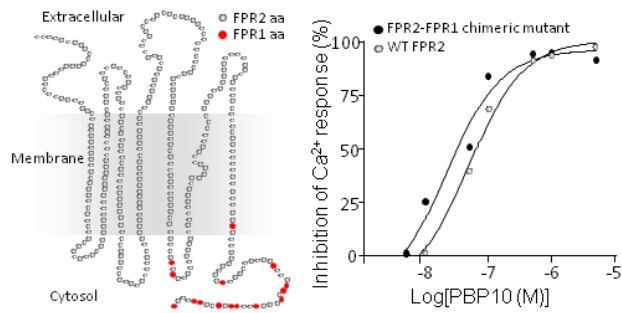 Extracellular
FPR2 aa
FPR1 aa
Membrane
Cytosol
FPR2-FPR1 chimeric mutant
WT FPR2
Inhibition of Ca²⁺ response (%)
100
75
50
25
0
-8
-7
-6
-5
Log[PBP10 (M)]